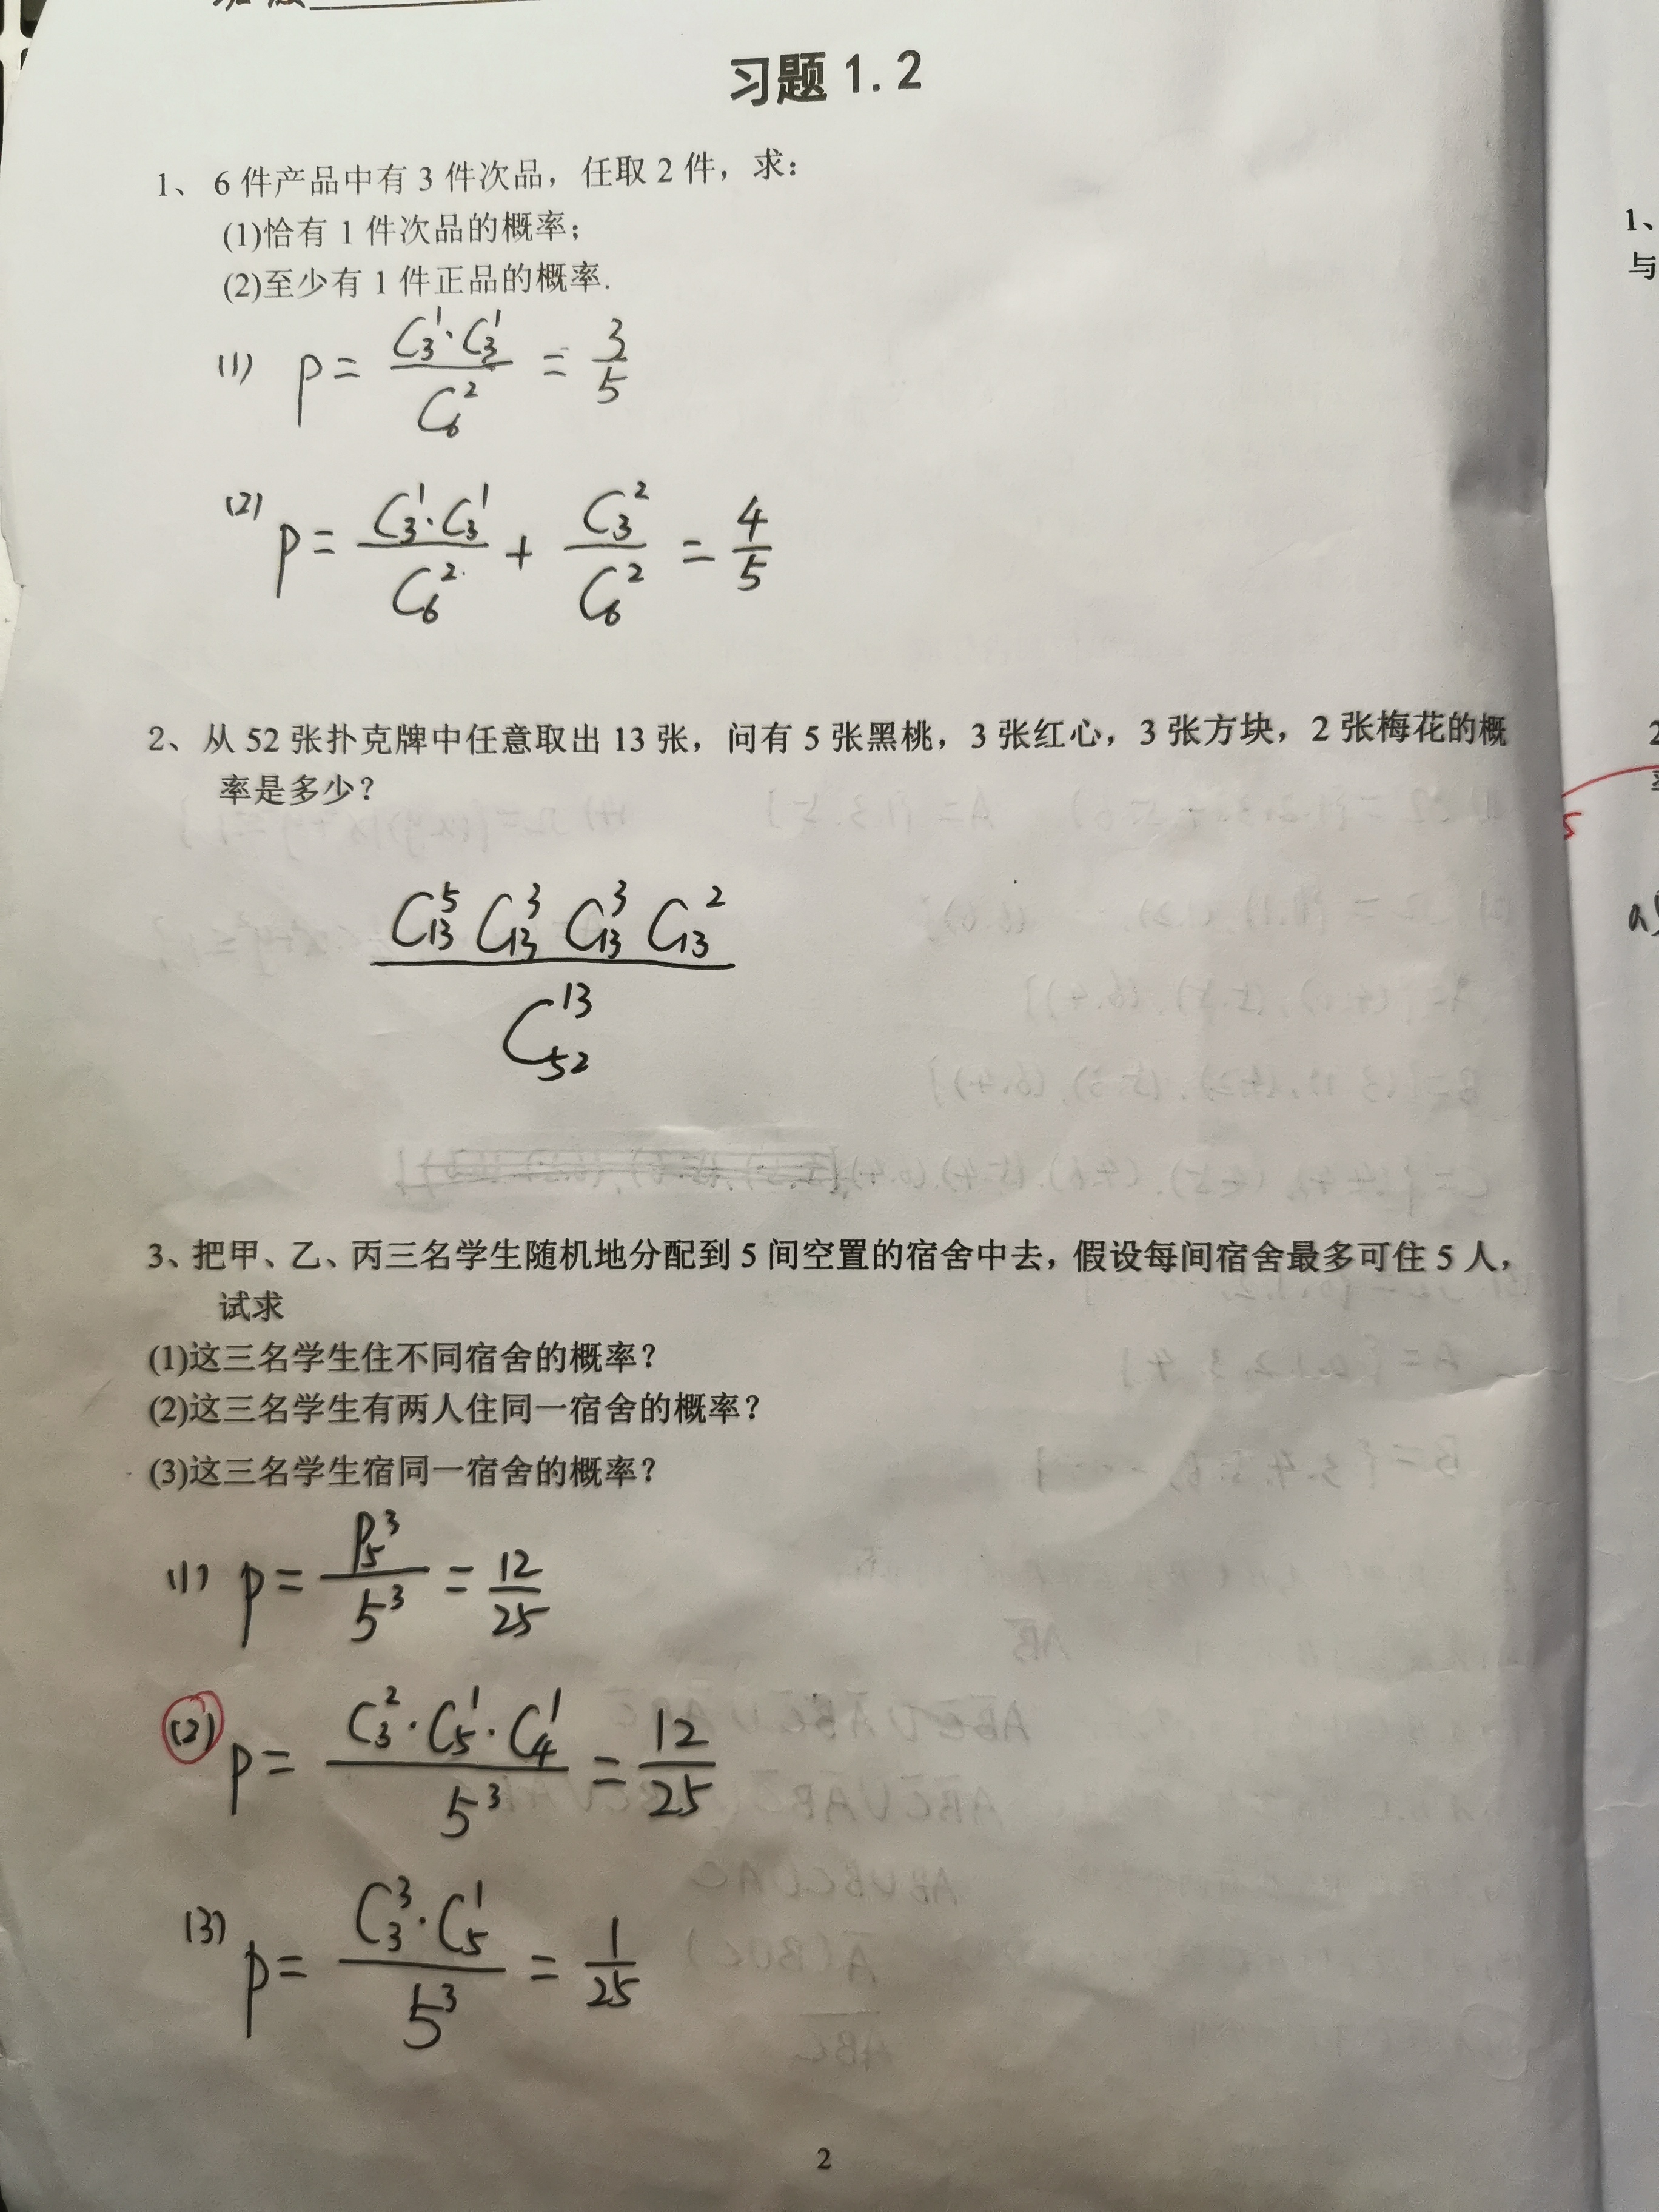 习题 1.2
1、 6 件产品中有 3 件次品，任取 2 件，求：
(1)恰有 1 件次品的概率；
(2)至少有 1 件正品的概率.
(1) P = \frac{C_3^1 \cdot C_3^1}{C_6^2} = \frac{3}{5}
(2) P = \frac{C_3^1 \cdot C_3^1}{C_6^2} + \frac{C_3^2}{C_6^2} = \frac{4}{5}
2、从 52 张扑克牌中任意取出 13 张，问有 5 张黑桃，3 张红心，3 张方块，2 张梅花的概
率是多少？
\frac{C_{13}^5 C_{13}^3 C_{13}^3 C_{13}^2}{C_{52}^{13}}
3、把甲、乙、丙三名学生随机地分配到 5 间空置的宿舍中去，假设每间宿舍最多可住 5 人，
试求
(1)这三名学生住不同宿舍的概率？
(2)这三名学生有两人住同一宿舍的概率？
(3)这三名学生宿同一宿舍的概率？
(1) P = \frac{P_5^3}{5^3} = \frac{12}{25}
(2) P = \frac{C_3^2 \cdot C_5^1 \cdot C_4^1}{5^3} = \frac{12}{25}
(3) P = \frac{C_3^3 \cdot C_5^1}{5^3} = \frac{1}{25}
2
1、
与
2